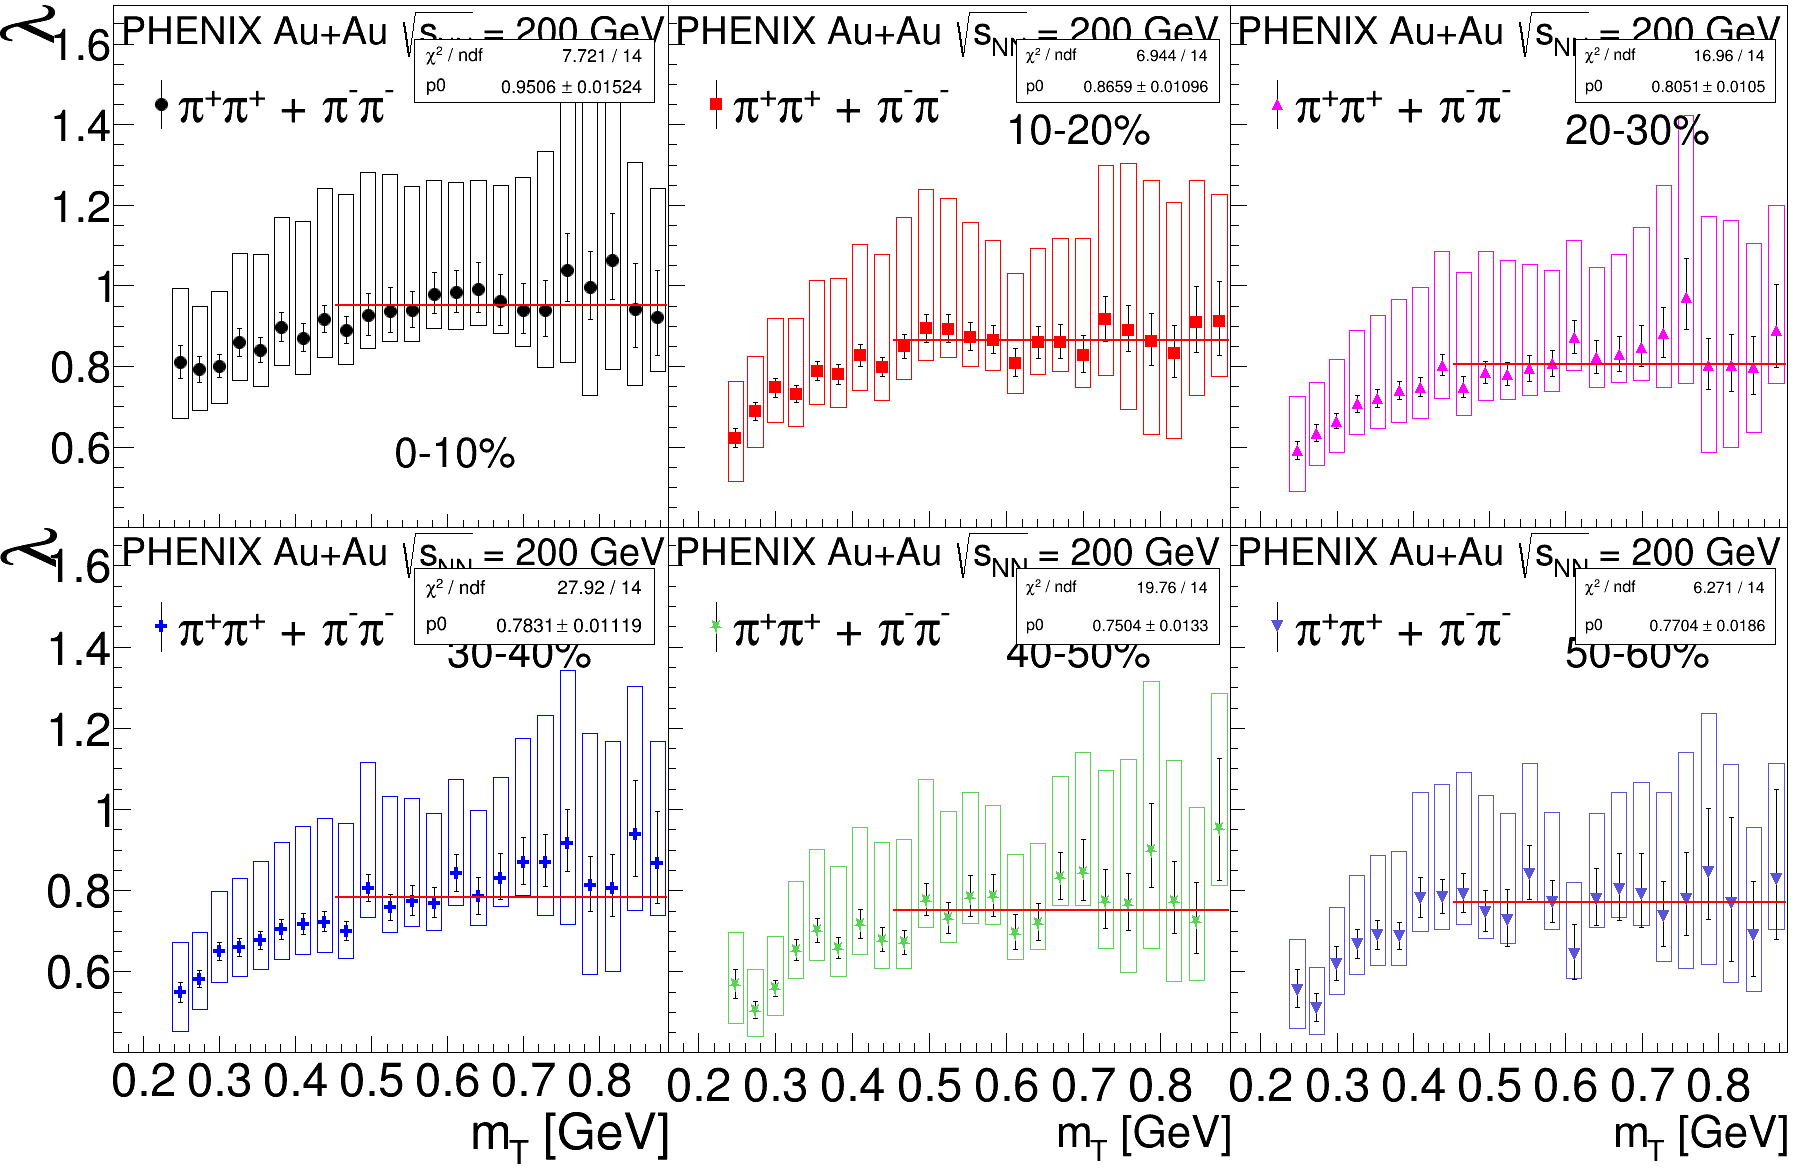 λ
PHENIX Au+Au √s = 200 GeV
χ² / ndf 7.721 / 14
p0 0.9506 ± 0.01524
π⁺π⁺ + π⁻π⁻
0-10%
1.6
1.4
1.2
1
0.8
0.6
PHENIX Au+Au √sNN = 200 GeV
χ² / ndf 6.944 / 14
p0 0.8659 ± 0.01096
π⁺π⁺ + π⁻π⁻
10-20%
PHENIX Au+Au √sNN = 200 GeV
χ² / ndf 16.96 / 14
p0 0.8051 ± 0.0105
π⁺π⁺ + π⁻π⁻
20-30%
λ
PHENIX Au+Au √sNN = 200 GeV
χ² / ndf 27.92 / 14
p0 0.7831 ± 0.01119
π⁺π⁺ + π⁻π⁻
30-40%
1.6
1.4
1.2
1
0.8
0.6
PHENIX Au+Au √sNN = 200 GeV
χ² / ndf 19.76 / 14
p0 0.7504 ± 0.0133
π⁺π⁺ + π⁻π⁻
40-50%
PHENIX Au+Au √sNN = 200 GeV
χ² / ndf 6.271 / 14
p0 0.7704 ± 0.0186
π⁺π⁺ + π⁻π⁻
50-60%
0.2 0.3 0.4 0.5 0.6 0.7 0.8
0.2 0.3 0.4 0.5 0.6 0.7 0.8
0.2 0.3 0.4 0.5 0.6 0.7 0.8
mT [GeV]
mT [GeV]
mT [GeV]